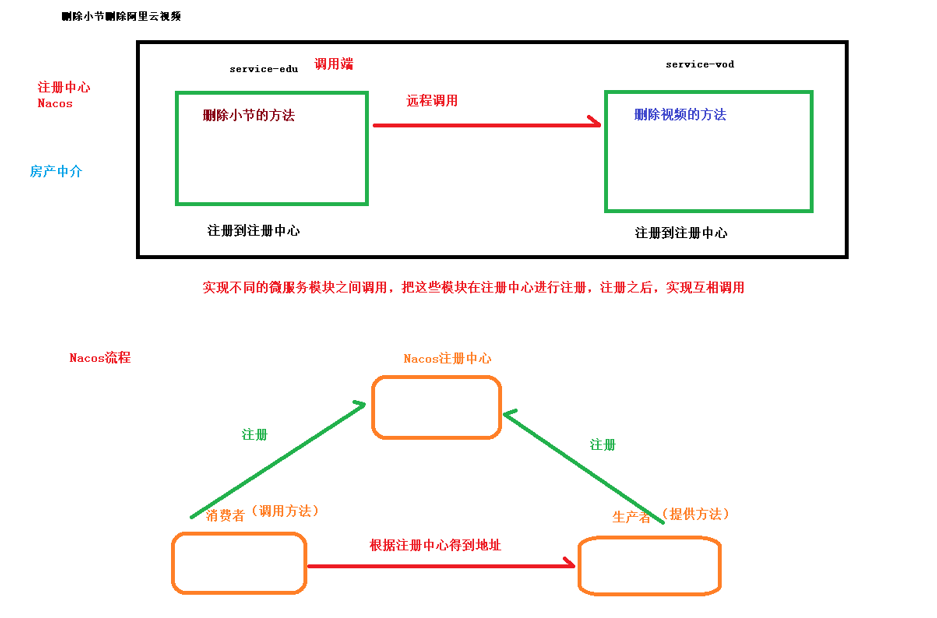 删除小节删除阿里云视频
service-edu
调用端
service-vod
注册中心
Nacos
远程调用
删除小节的方法
删除视频的方法
房产中介
注册到注册中心
注册到注册中心
实现不同的微服务模块之间调用，把这些模块在注册中心进行注册，注册之后，实现互相调用
Nacos流程
Nacos注册中心
注册
注册
消费者（调用方法）
生产者（提供方法）
根据注册中心得到地址